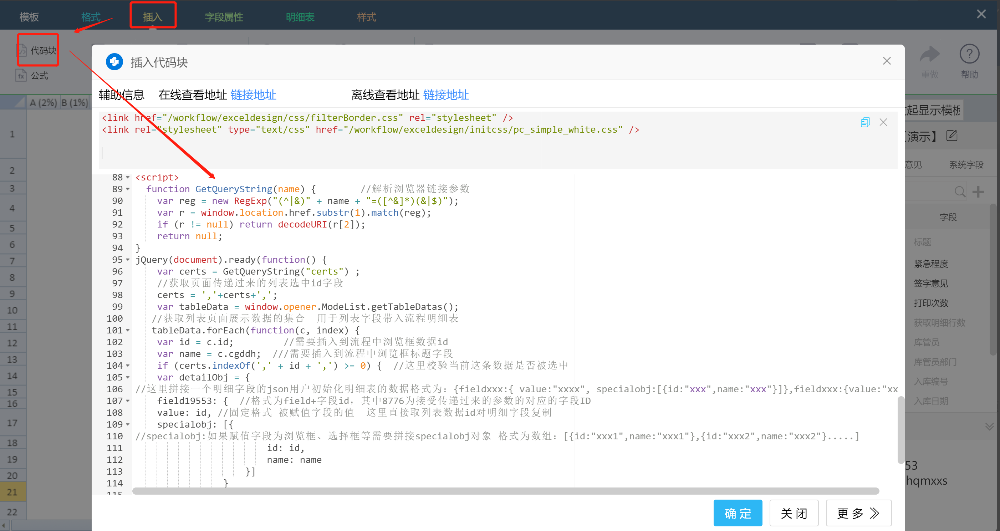 模板 格式 插入 字段属性 明细表 样式
代码块
公式
重做 帮助
插入代码块
辅助信息 在线查看地址 链接地址 离线查看地址 链接地址
A (2%) B (1%)
<link href="/workflow/exceldesign/css/filterBorder.css" rel="stylesheet" />
<link rel="stylesheet" type="text/css" href="/workflow/exceldesign/initcss/pc_simple_white.css" />
88 <script>
89 function GetQueryString(name) { //解析浏览器链接参数
90 var reg = new RegExp("(^|&)" + name + "=([^&]*)(&|$)");
91 var r = window.location.href.substr(1).match(reg);
92 if (r != null) return decodeURI(r[2]);
93 return null;
94 }
95 jQuery(document).ready(function() {
96 var certs = GetQueryString("certs") ;
97 //获取页面传递过来的列表选中id字段
98 certs = ','+certs+',';
99 var tableData = window.opener.ModeList.getTableDatas();
100 //获取列表页面展示数据的集合 用于列表字段带入流程明细表
101 tableData.forEach(function(c, index) {
102 var id = c.id; //需要插入到流程中浏览框数据id
103 var name = c.cgddh; ///需要插入到流程中浏览框标题字段
104 if (certs.indexOf(',' + id + ',') >= 0) { //这里校验当前这条数据是否被选中
105 var detailObj = {
106 //这里拼接一个明细字段的json用户初始化明细表的数据格式为: {fieldxxx:{ value:"xxxx", specialobj:[{id:"xxx",name:"xxx"}]},fieldxxx:{value:"xx
107 field19553: { //格式为field+字段id, 其中8776为接受传递过来的参数的对应的字段ID
108 value: id, //固定格式 被赋值字段的值 这里直接取列表数据id对明细字段复制
109 specialobj: [{
110 //specialobj:如果赋值字段为浏览框、选择框等需要拼接specialobj对象 格式为数组: [{id:"xxx1",name:"xxx1"},{id:"xxx2",name:"xxx2"}.....]
111 id: id,
112 name: name
113 }]
114 }
115
确 定 关 闭 更 多
1
2
3
4
5
6
7
8
9
10
11
12
13
14
15
16
17
18
19
20
21
22
起显示模板
【演示】
意见 系统字段
字段
标题
紧急程度
签字意见
打印次数
获取明细行数
库管员
库管员部门
入库编号
入库日期
53
hqmxxs